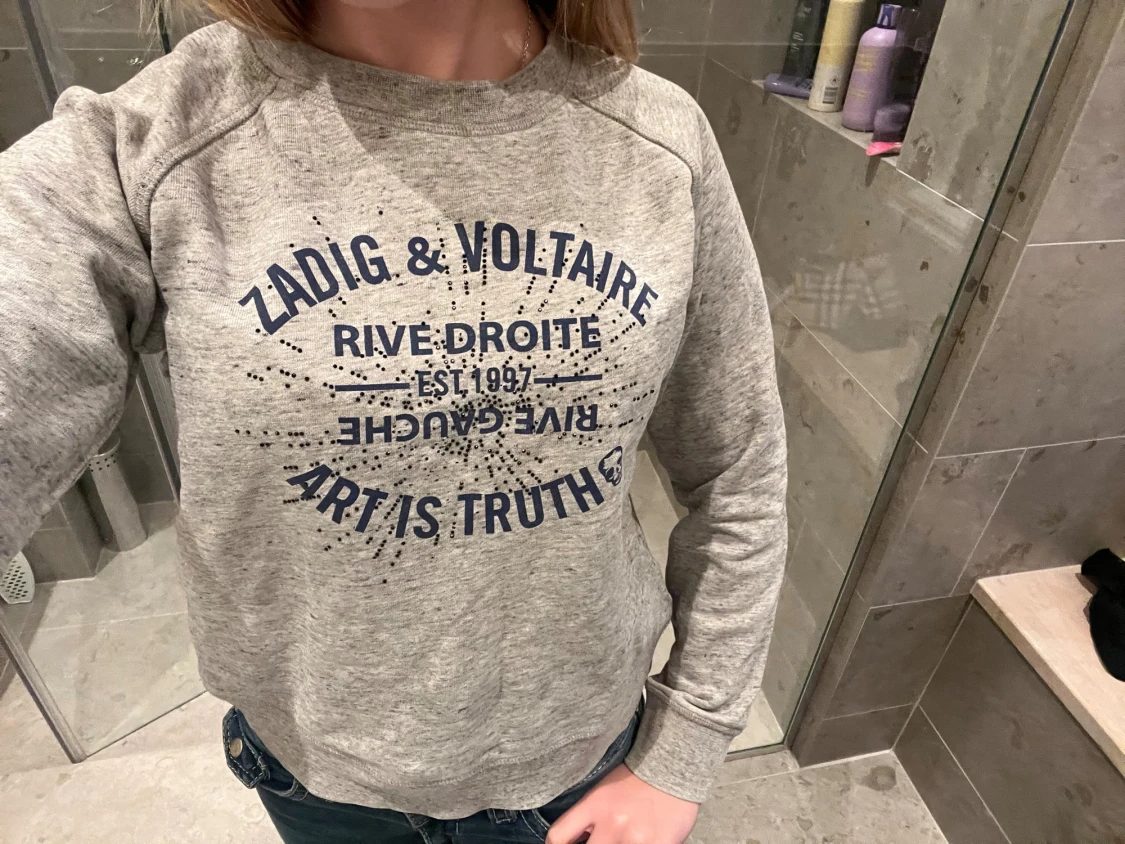 ZADIG & VOLTAIRE
RIVE DROITE
EST.1997
RIVE GAUCHE
ART IS TRUTH